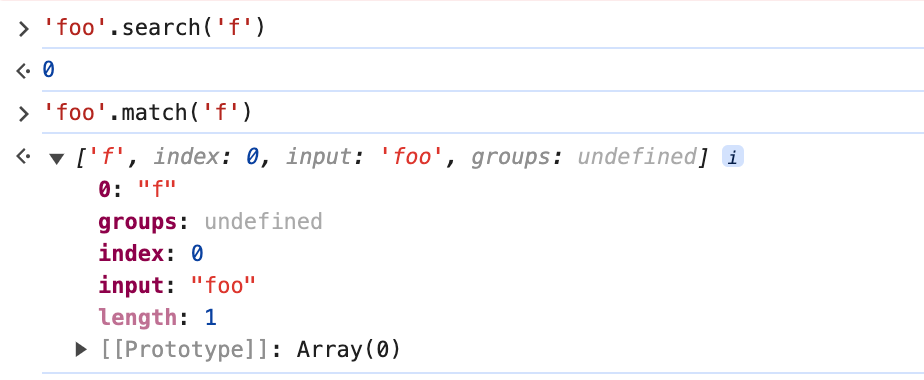 > 'foo'.search('f')
<· 0
> 'foo'.match('f')
<· ▼ ['f', index: 0, input: 'foo', groups: undefined] i
0: "f"
groups: undefined
index: 0
input: "foo"
length: 1
▶ [[Prototype]]: Array(0)